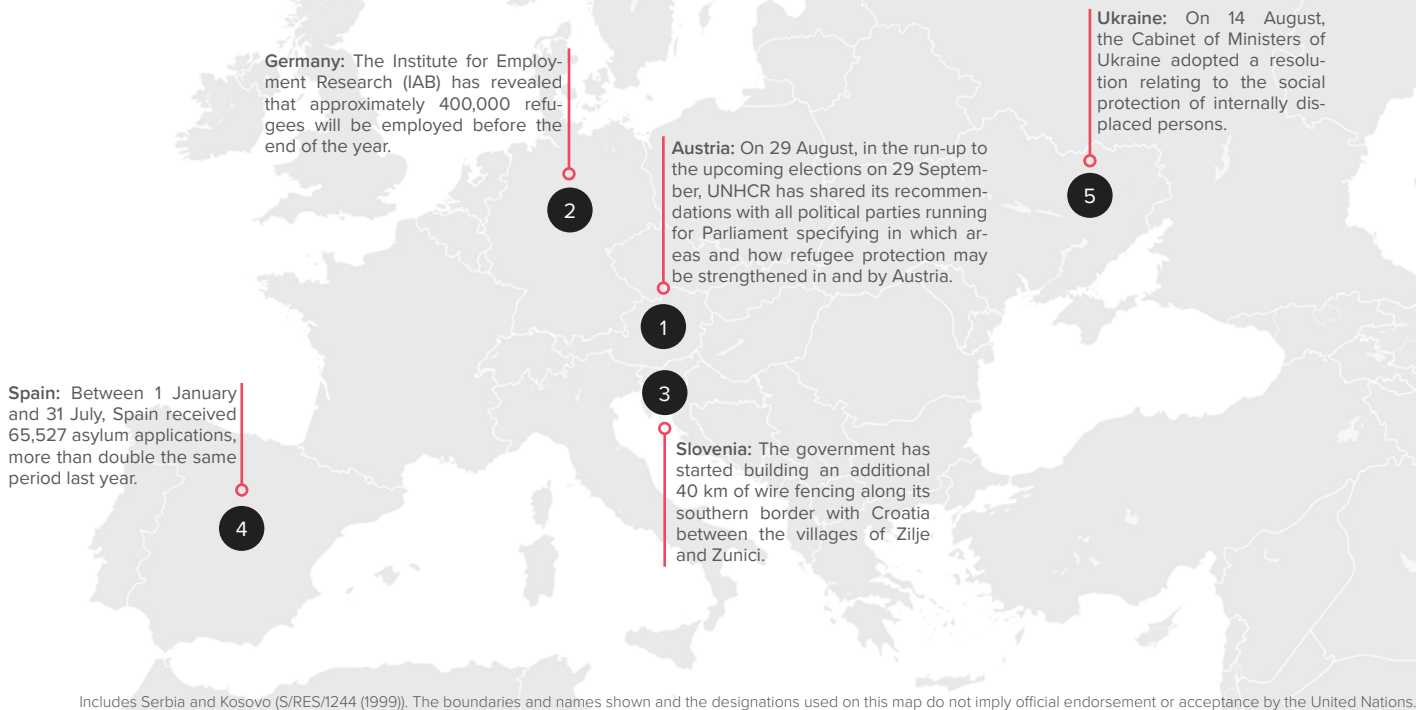 Ukraine: On 14 August,
the Cabinet of Ministers of
Ukraine adopted a resolu-
tion relating to the social
protection of internally dis-
placed persons.
5
Germany: The Institute for Employ-
ment Research (IAB) has revealed
that approximately 400,000 refu-
gees will be employed before the
end of the year.
2
Austria: On 29 August, in the run-up to
the upcoming elections on 29 Septem-
ber, UNHCR has shared its recommen-
dations with all political parties running
for Parliament specifying in which ar-
eas and how refugee protection may
be strengthened in and by Austria.
1
3
Spain: Between 1 January
and 31 July, Spain received
65,527 asylum applications,
more than double the same
period last year.
4
Slovenia: The government has
started building an additional
40 km of wire fencing along its
southern border with Croatia
between the villages of Zilje
and Zunici.
Includes Serbia and Kosovo (S/RES/1244 (1999)). The boundaries and names shown and the designations used on this map do not imply official endorsement or acceptance by the United Nations.